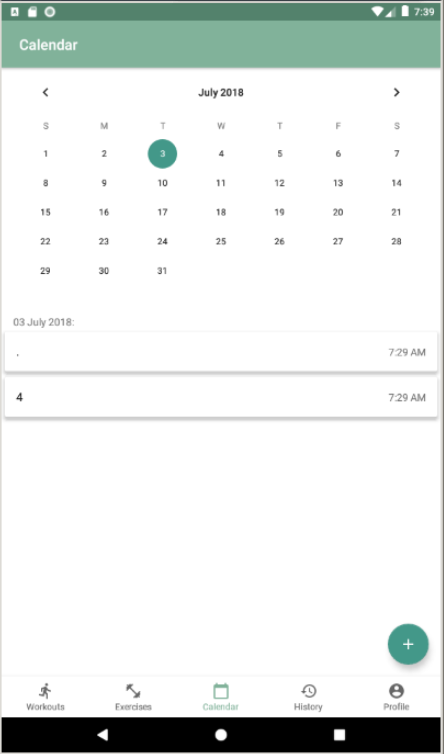 7:39
Calendar
July 2018
S M T W T F S
1 2 3 4 5 6 7
8 9 10 11 12 13 14
15 16 17 18 19 20 21
22 23 24 25 26 27 28
29 30 31
03 July 2018:
. 7:29 AM
4 7:29 AM
+
Workouts Exercises Calendar History Profile